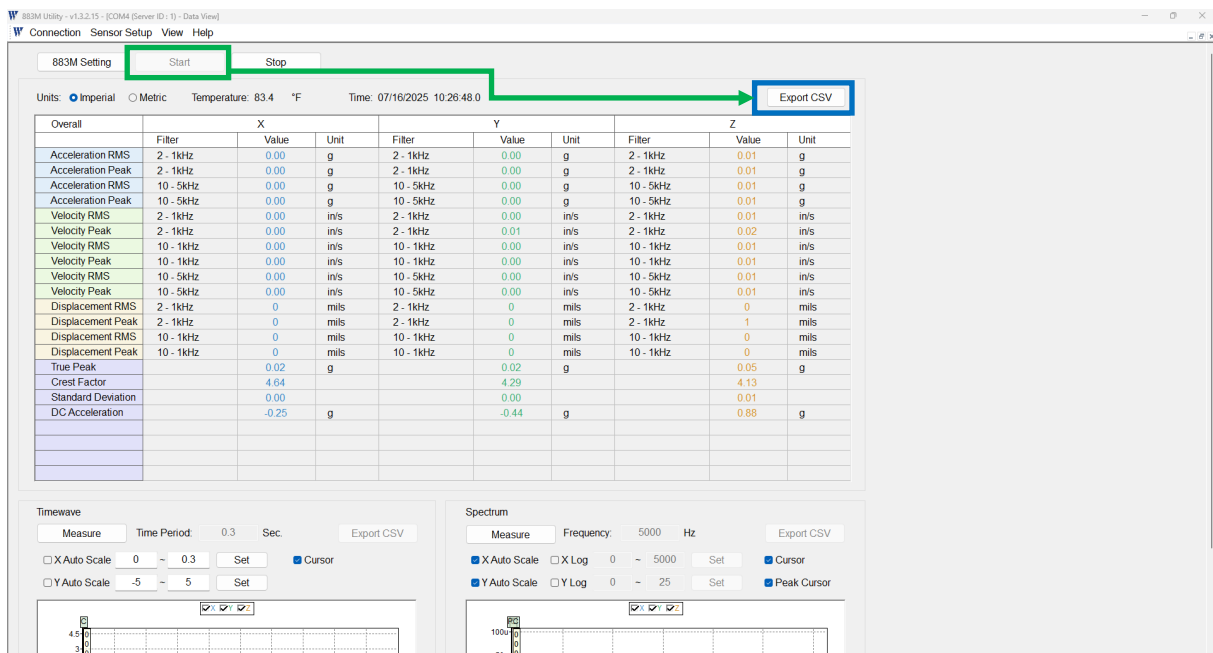 883M Utility - v1.3.2.15 - [COM4 (Server ID : 1) - Data View]
Connection Sensor Setup View Help
883M Setting Start Stop
Units: Imperial Metric Temperature: 83.4 °F Time: 07/16/2025 10:26:48.0 Export CSV
Overall X Y Z
Filter Value Unit Filter Value Unit Filter Value Unit
Acceleration RMS 2 - 1kHz 0.00 g 2 - 1kHz 0.00 g 2 - 1kHz 0.01 g
Acceleration Peak 2 - 1kHz 0.00 g 2 - 1kHz 0.00 g 2 - 1kHz 0.01 g
Acceleration RMS 10 - 5kHz 0.00 g 10 - 5kHz 0.00 g 10 - 5kHz 0.01 g
Acceleration Peak 10 - 5kHz 0.00 g 10 - 5kHz 0.00 g 10 - 5kHz 0.01 g
Velocity RMS 2 - 1kHz 0.00 in/s 2 - 1kHz 0.00 in/s 2 - 1kHz 0.01 in/s
Velocity Peak 2 - 1kHz 0.00 in/s 2 - 1kHz 0.01 in/s 2 - 1kHz 0.02 in/s
Velocity RMS 10 - 1kHz 0.00 in/s 10 - 1kHz 0.00 in/s 10 - 1kHz 0.01 in/s
Velocity Peak 10 - 1kHz 0.00 in/s 10 - 1kHz 0.00 in/s 10 - 1kHz 0.01 in/s
Velocity RMS 10 - 5kHz 0.00 in/s 10 - 5kHz 0.00 in/s 10 - 5kHz 0.01 in/s
Velocity Peak 10 - 5kHz 0.00 in/s 10 - 5kHz 0.00 in/s 10 - 5kHz 0.01 in/s
Displacement RMS 2 - 1kHz 0 mils 2 - 1kHz 0 mils 2 - 1kHz 0 mils
Displacement Peak 2 - 1kHz 0 mils 2 - 1kHz 0 mils 2 - 1kHz 1 mils
Displacement RMS 10 - 1kHz 0 mils 10 - 1kHz 0 mils 10 - 1kHz 0 mils
Displacement Peak 10 - 1kHz 0 mils 10 - 1kHz 0 mils 10 - 1kHz 0 mils
True Peak 0.02 g 0.02 g 0.05 g
Crest Factor 4.64 4.29 4.13
Standard Deviation 0.00 0.00 0.01
DC Acceleration -0.25 g -0.44 g 0.88 g
Timewave
Measure Time Period: 0.3 Sec. Export CSV
X Auto Scale 0 ~ 0.3 Set Cursor
Y Auto Scale -5 ~ 5 Set
X Y Z
C
4.5 0
0
3
Spectrum
Measure Frequency: 5000 Hz Export CSV
X Auto Scale X Log 0 ~ 5000 Set Cursor
Y Auto Scale Y Log 0 ~ 25 Set Peak Cursor
X Y Z
PC
100u 0
0